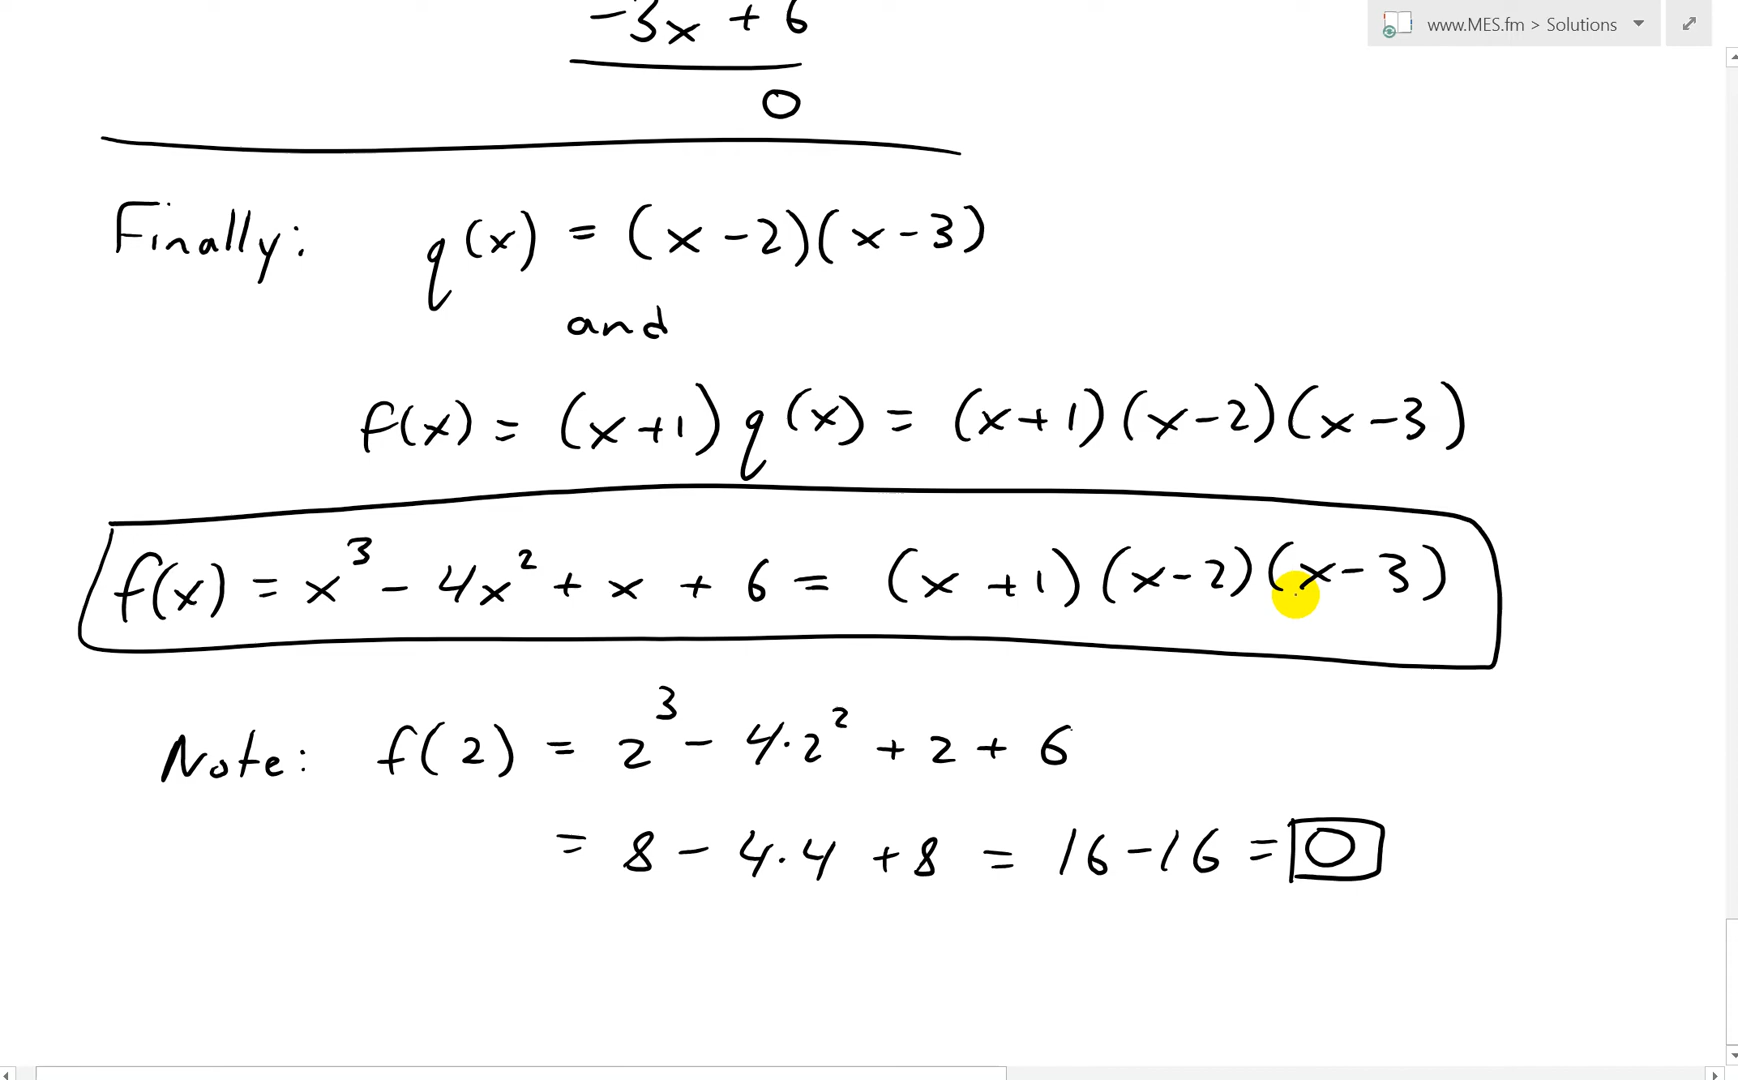 www.MES.fm > Solutions
-3x + 6
0
Finally: q(x) = (x-2)(x-3)
and
f(x) = (x+1) q(x) = (x+1)(x-2)(x-3)
f(x) = x³ - 4x² + x + 6 = (x +1)(x-2)(x-3)
Note: f(2) = 2³ - 4·2² + 2 + 6
= 8 - 4·4 + 8 = 16 - 16 = 0